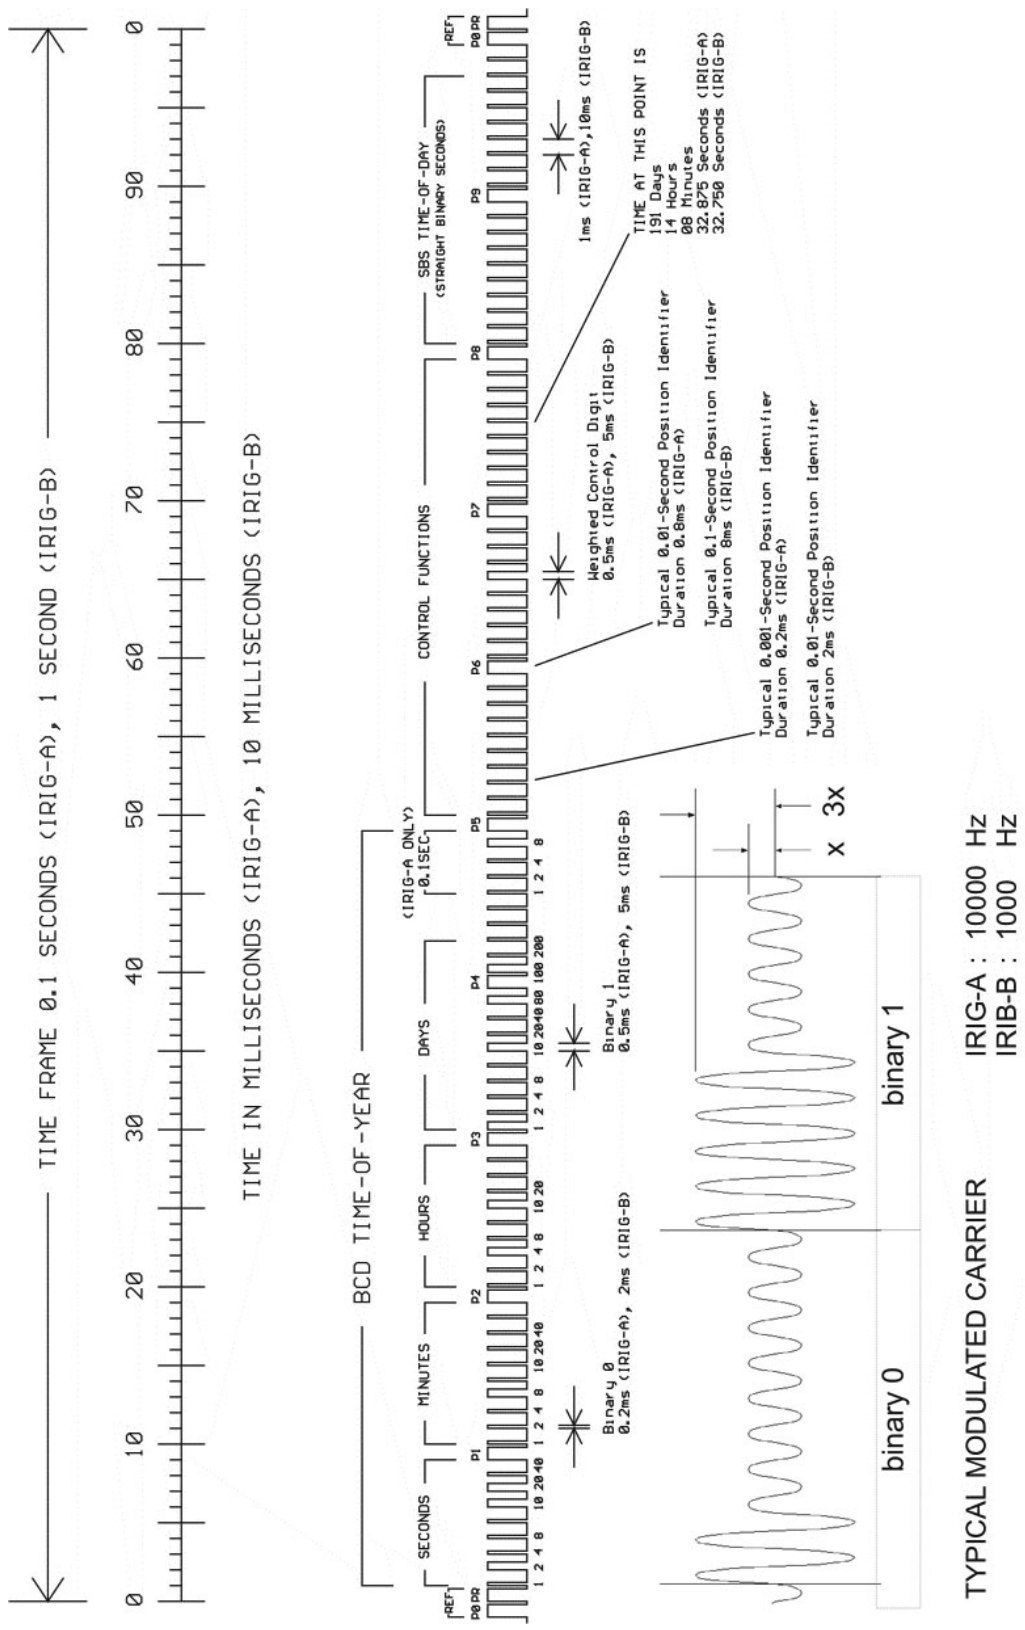 TIME FRAME 0.1 SECONDS (IRIG-A), 1 SECOND (IRIG-B)
0 10 20 30 40 50 60 70 80 90 0
TIME IN MILLISECONDS (IRIG-A), 10 MILLISECONDS (IRIG-B)
BCD TIME-OF-YEAR
(IRIG-A ONLY)
0.1SEC
SECONDS
MINUTES
HOURS
DAYS
CONTROL FUNCTIONS
SBS TIME-OF-DAY
(STRAIGHT BINARY SECONDS)
REF
REF
P0 PR P1 P2 P3 P4 P5 P6 P7 P8 P9 P0 PR
1 2 4 8 10 20 40 1 2 4 8 10 20 40 1 2 4 8 10 20 1 2 4 8 10 20 40 80 100 200 1 2 4 8
Binary 0
0.2ms (IRIG-A), 2ms (IRIG-B)
Binary 1
0.5ms (IRIG-A), 5ms (IRIG-B)
Weighted Control Digit
0.5ms (IRIG-A), 5ms (IRIG-B)
1ms (IRIG-A),10ms (IRIG-B)
TIME AT THIS POINT IS
191 Days
14 Hours
08 Minutes
32.875 Seconds (IRIG-A)
32.750 Seconds (IRIG-B)
Typical 0.01-Second Position Identifier
Duration 0.8ms (IRIG-A)
Typical 0.1-Second Position Identifier
Duration 8ms (IRIG-B)
Typical 0.001-Second Position Identifier
Duration 0.2ms (IRIG-A)
Typical 0.01-Second Position Identifier
Duration 2ms (IRIG-B)
x 3x
binary 0
binary 1
TYPICAL MODULATED CARRIER
IRIG-A : 10000 Hz
IRIB-B : 1000 Hz